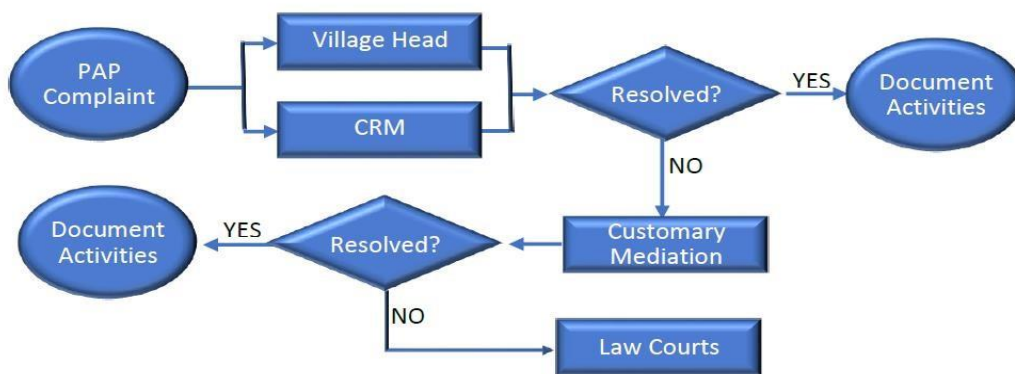 PAP
Complaint
Village Head
CRM
Resolved?
YES
Document
Activities
NO
Document
Activities
YES
Resolved?
Customary
Mediation
NO
Law Courts